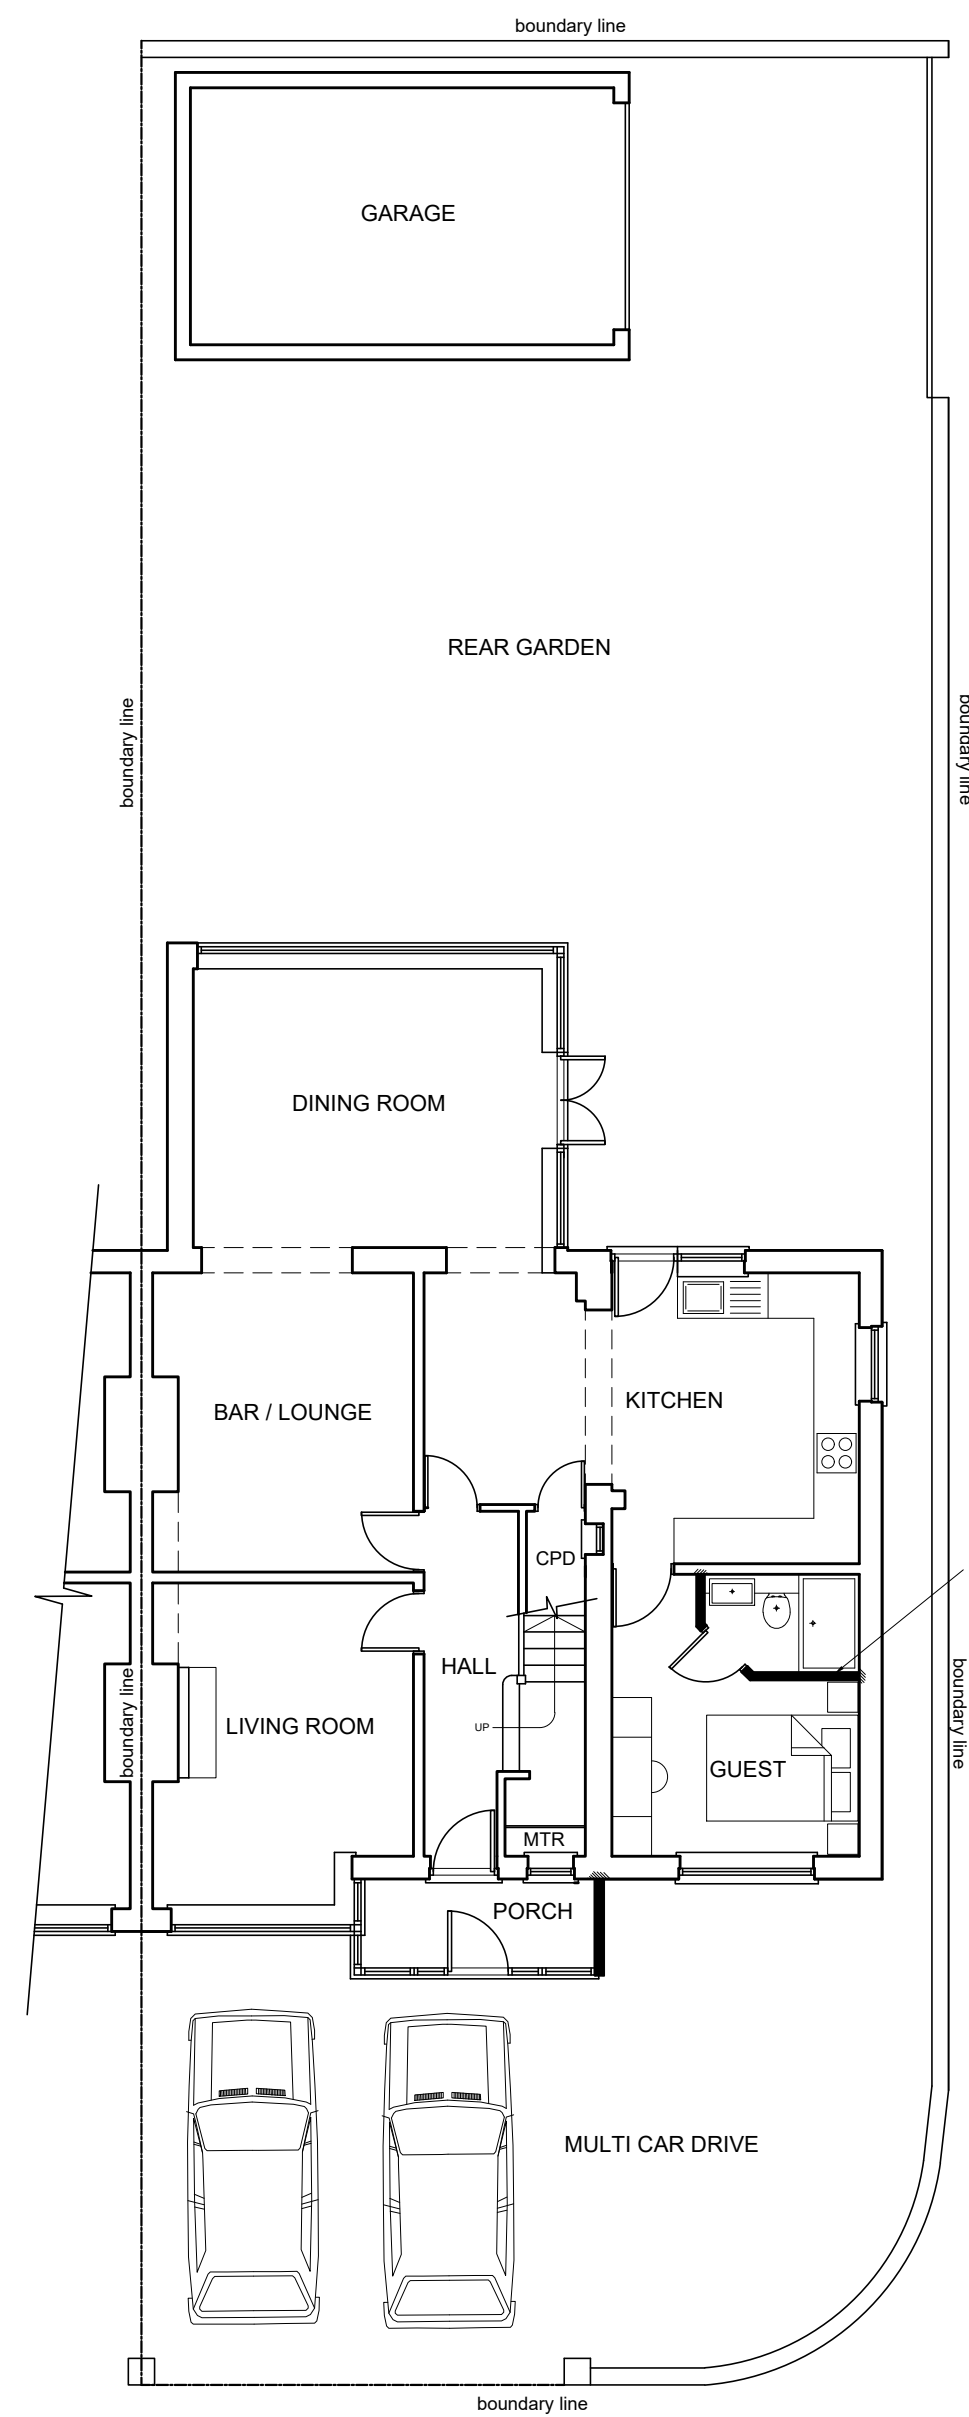 boundary line
GARAGE
REAR GARDEN
boundary line
boundary line
DINING ROOM
KITCHEN
BAR / LOUNGE
CPD
HALL
boundary line
boundary line
LIVING ROOM
UP
GUEST
MTR
PORCH
MULTI CAR DRIVE
boundary line